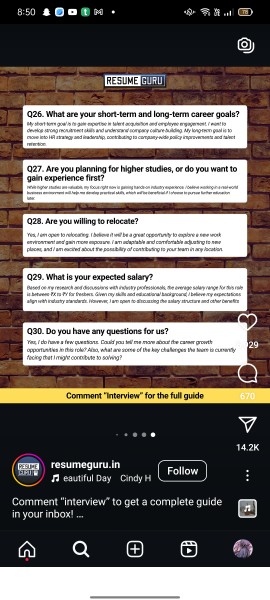 8:50
78
RESUME GURU
Q26. What are your short-term and long-term career goals?
My short-term goal is to gain expertise in talent acquisition and employee engagement. I want to
develop strong recruitment skills and understand company culture building. My long-term goal is to
move into HR strategy and leadership, contributing to company-wide policy improvements and talent
retention.
Q27. Are you planning for higher studies, or do you want to
gain experience first?
While higher studies are valuable, my focus right now is gaining hands-on industry experience. I believe working in a real-world
business environment will help me develop practical skills, which will be beneficial if I choose to pursue further education
later.
Q28. Are you willing to relocate?
Yes, I am open to relocating. I believe it will be a great opportunity to explore a new work
environment and gain more exposure. I am adaptable and comfortable adjusting to new
places, and I am excited about the possibility of contributing to your team in any location.
Q29. What is your expected salary?
Based on my research and discussions with industry professionals, the average salary range for this role
is between ₹X to ₹Y for freshers. Given my skills and educational background, I believe my expectations
align with industry standards. However, I am open to discussing the salary structure and other benefits
Q30. Do you have any questions for us?
Yes, I do have a few questions. Could you tell me more about the career growth
opportunities in this role? Also, what are some of the key challenges the team is currently
facing that I might contribute to solving?
929
Comment "Interview" for the full guide
670
14.2K
RESUME GURU
resumeguru.in
eautiful Day Cindy H
Follow
Comment “interview” to get a complete guide
in your inbox! ...